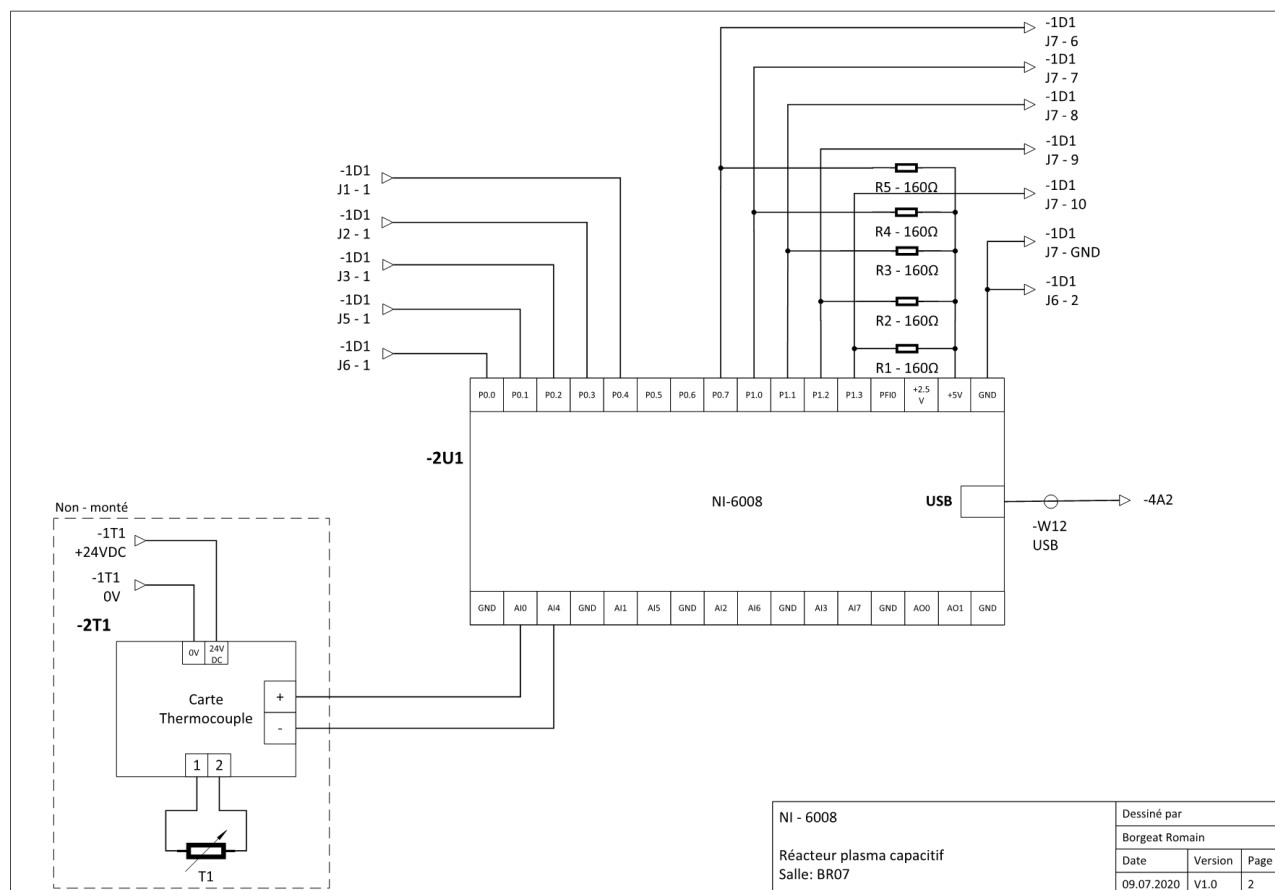 -1D1
J7 - 6
-1D1
J7 - 7
-1D1
J7 - 8
-1D1
J7 - 9
-1D1
J7 - 10
-1D1
J7 - GND
-1D1
J6 - 2
-1D1
J1 - 1
-1D1
J2 - 1
-1D1
J3 - 1
-1D1
J5 - 1
-1D1
J6 - 1
R5 - 160Ω
R4 - 160Ω
R3 - 160Ω
R2 - 160Ω
R1 - 160Ω
P0.0 P0.1 P0.2 P0.3 P0.4 P0.5 P0.6 P0.7 P1.0 P1.1 P1.2 P1.3 PFI0 +2.5 V +5V GND
-2U1
NI-6008
USB
-4A2
-W12
USB
GND AI0 AI4 GND AI1 AI5 GND AI2 AI6 GND AI3 AI7 GND AO0 AO1 GND
Non - monté
-1T1
+24VDC
-1T1
0V
-2T1
0V 24V DC
Carte
Thermocouple
+
-
1 2
T1
NI - 6008
Réacteur plasma capacitif
Salle: BR07
Dessiné par
Borgeat Romain
Date Version Page
09.07.2020 V1.0 2